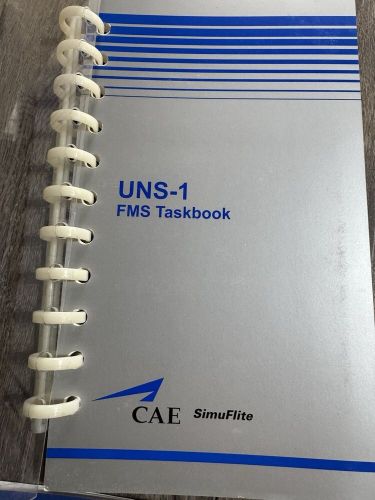 UNS-1
FMS Taskbook
CAE SimuFlite